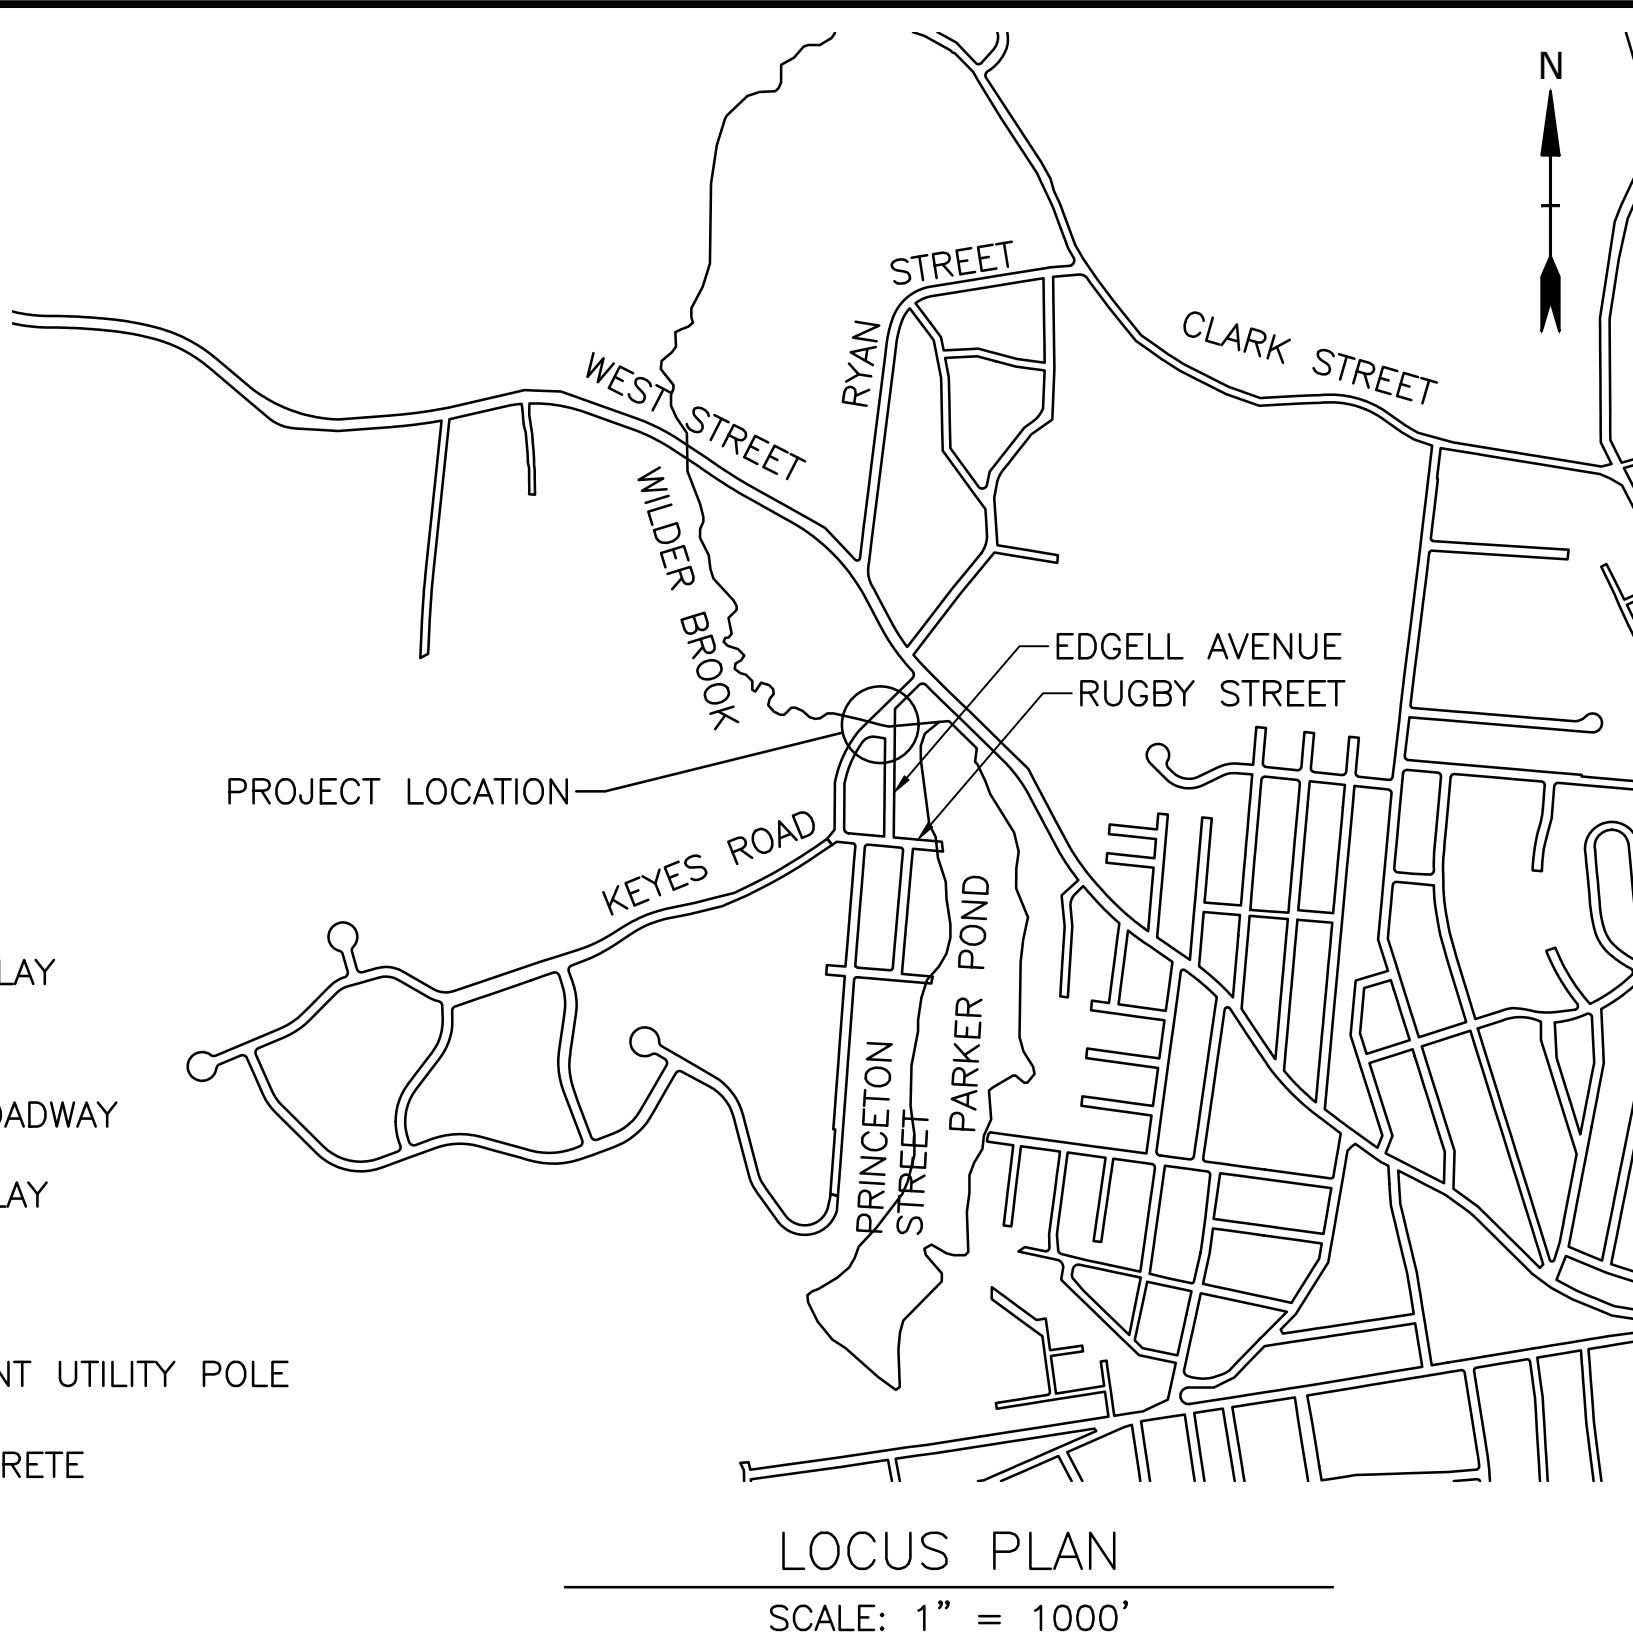 N
STREET
RYAN
CLARK STREET
WEST STREET
WILDER BROOK
EDGELL AVENUE
RUGBY STREET
PROJECT LOCATION
KEYES ROAD
PARKER POND
PRINCETON
STREET
LAY
OADWAY
LAY
NT UTILITY POLE
RETE
LOCUS PLAN
SCALE: 1" = 1000'